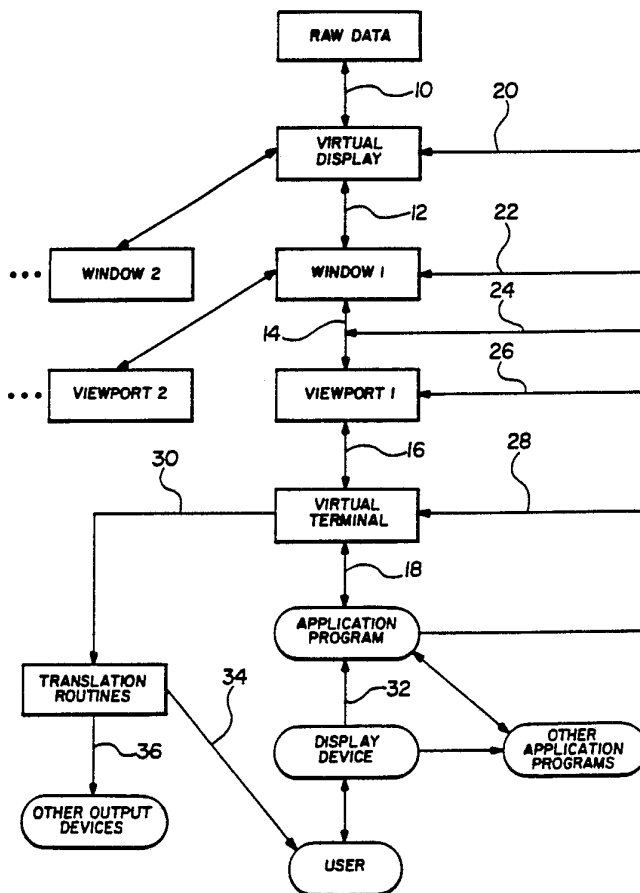 RAW DATA
10
20
VIRTUAL
DISPLAY
12
22
••• WINDOW 2
WINDOW 1
24
14
26
••• VIEWPORT 2
VIEWPORT 1
16
28
30
VIRTUAL
TERMINAL
18
APPLICATION
PROGRAM
TRANSLATION
ROUTINES
34
32
36
DISPLAY
DEVICE
OTHER
APPLICATION
PROGRAMS
OTHER OUTPUT
DEVICES
USER